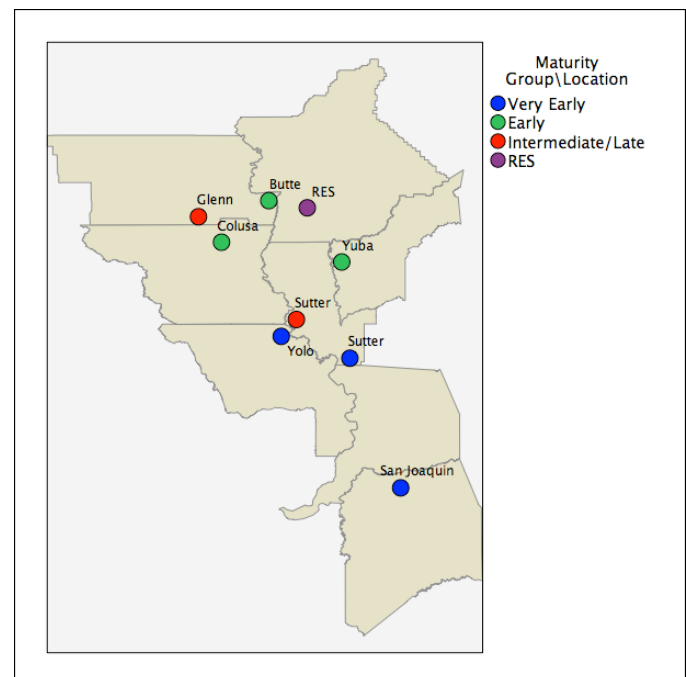 Maturity
Group\Location
Very Early
Early
Intermediate/Late
RES
Butte
RES
Glenn
Colusa
Yuba
Sutter
Sutter
Yolo
San Joaquin